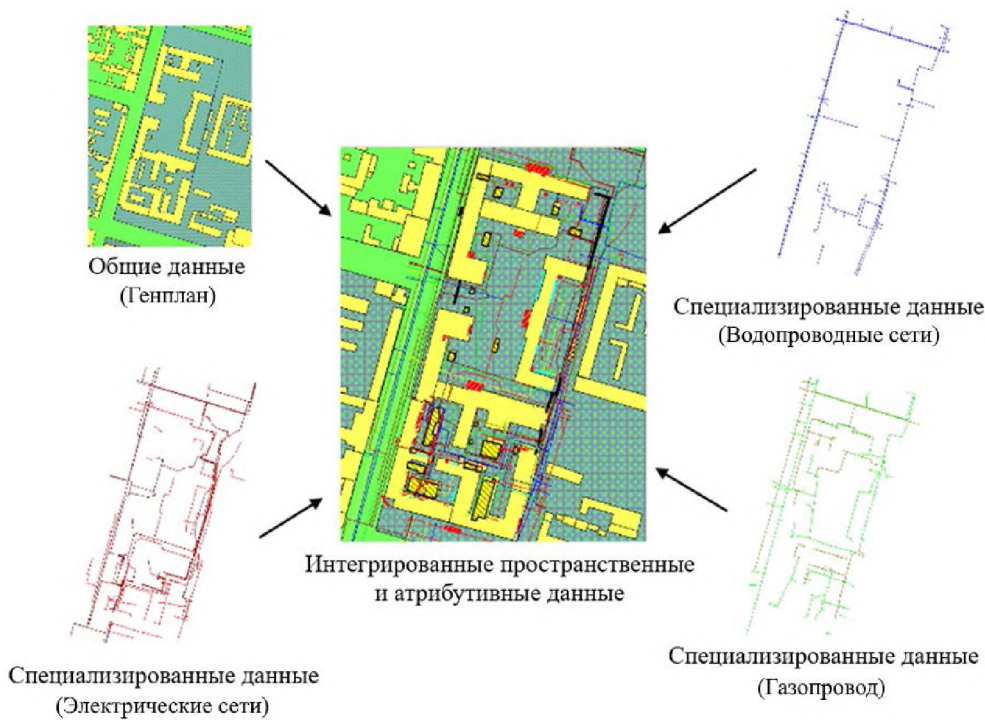 Общие данные
(Генплан)
Специализированные данные
(Водопроводные сети)
Интегрированные пространственные
и атрибутивные данные
Специализированные данные
(Электрические сети)
Специализированные данные
(Газопровод)